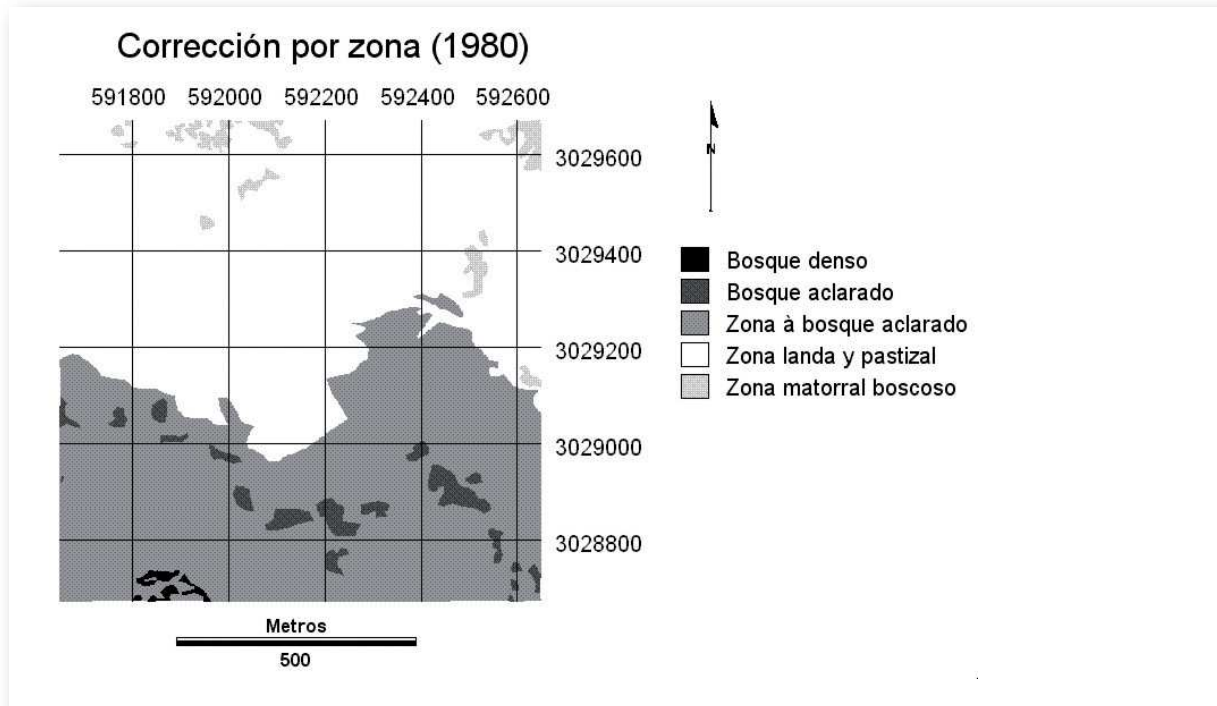 Corrección por zona (1980)
591800 592000 592200 592400 592600
3029600
3029400
3029200
3029000
3028800
N
Bosque denso
Bosque aclarado
Zona à bosque aclarado
Zona landa y pastizal
Zona matorral boscoso
Metros
500